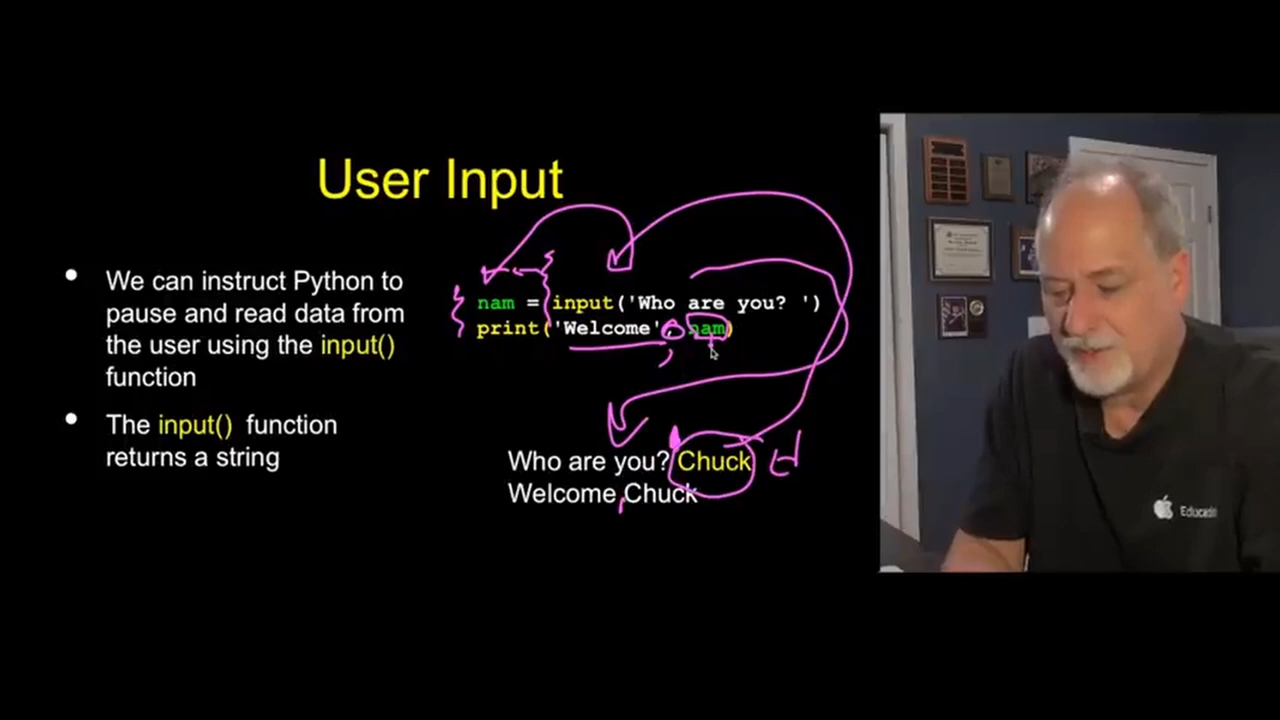 User Input
We can instruct Python to
pause and read data from
the user using the input()
function
The input() function
returns a string
nam = input('Who are you? ')
print('Welcome', nam)
Who are you? Chuck
Welcome Chuck